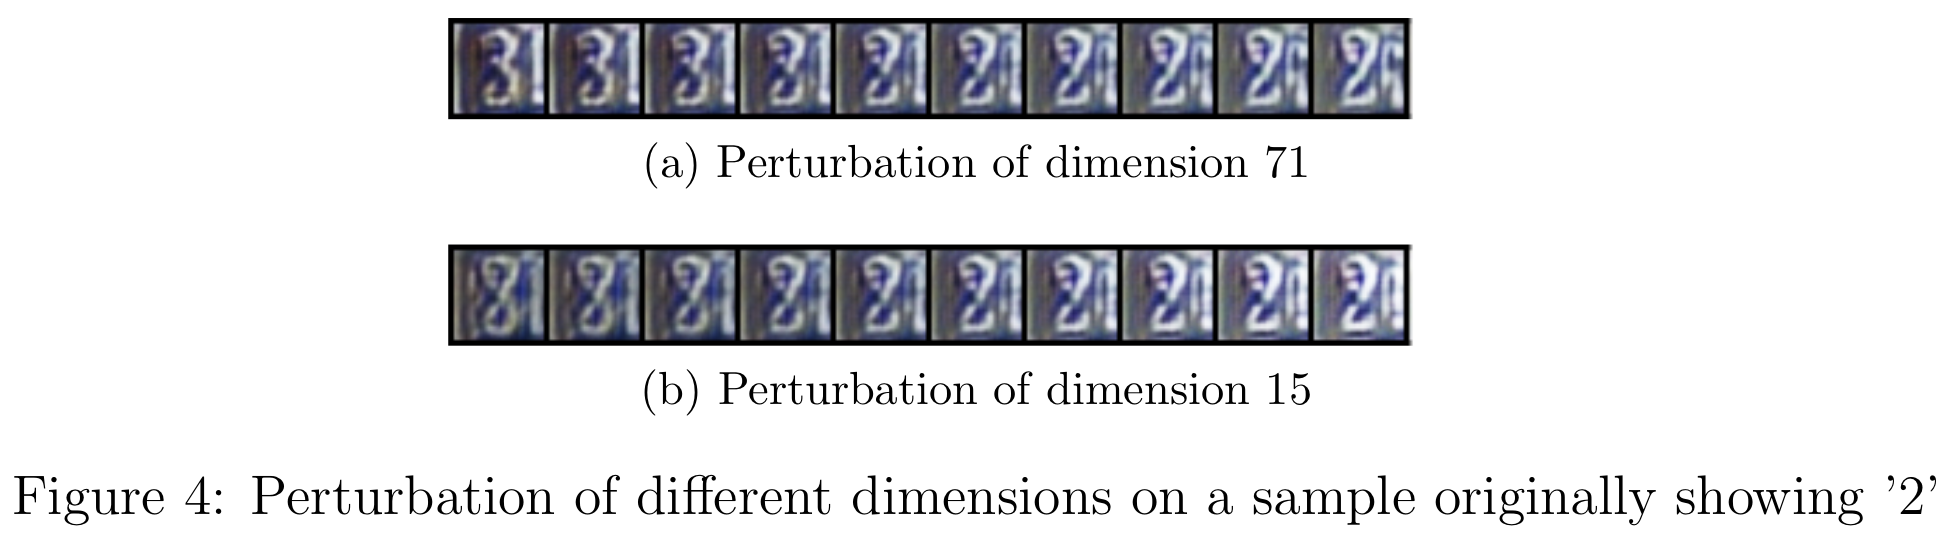 (a) Perturbation of dimension 71
(b) Perturbation of dimension 15
Figure 4: Perturbation of different dimensions on a sample originally showing ’2’